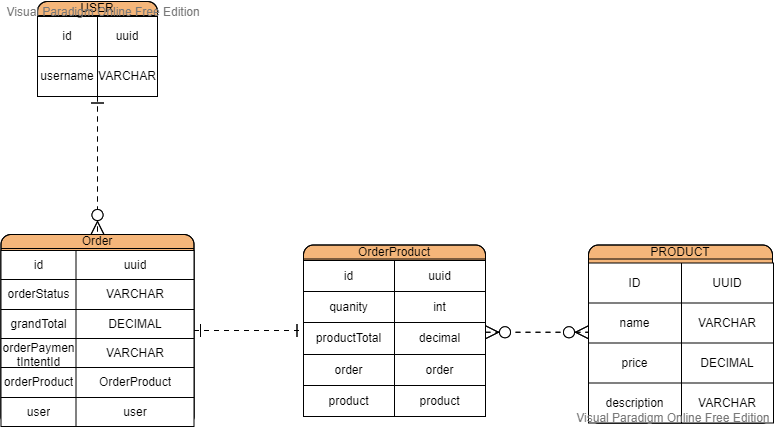 USER
Visual Paradigm Online Free Edition
id uuid
username VARCHAR
Order
id uuid
orderStatus VARCHAR
grandTotal DECIMAL
orderPaymen
tIntentId
VARCHAR
orderProduct OrderProduct
user user
OrderProduct
id uuid
quanity int
productTotal decimal
order order
product product
PRODUCT
ID UUID
name VARCHAR
price DECIMAL
description VARCHAR
Visual Paradigm Online Free Edition